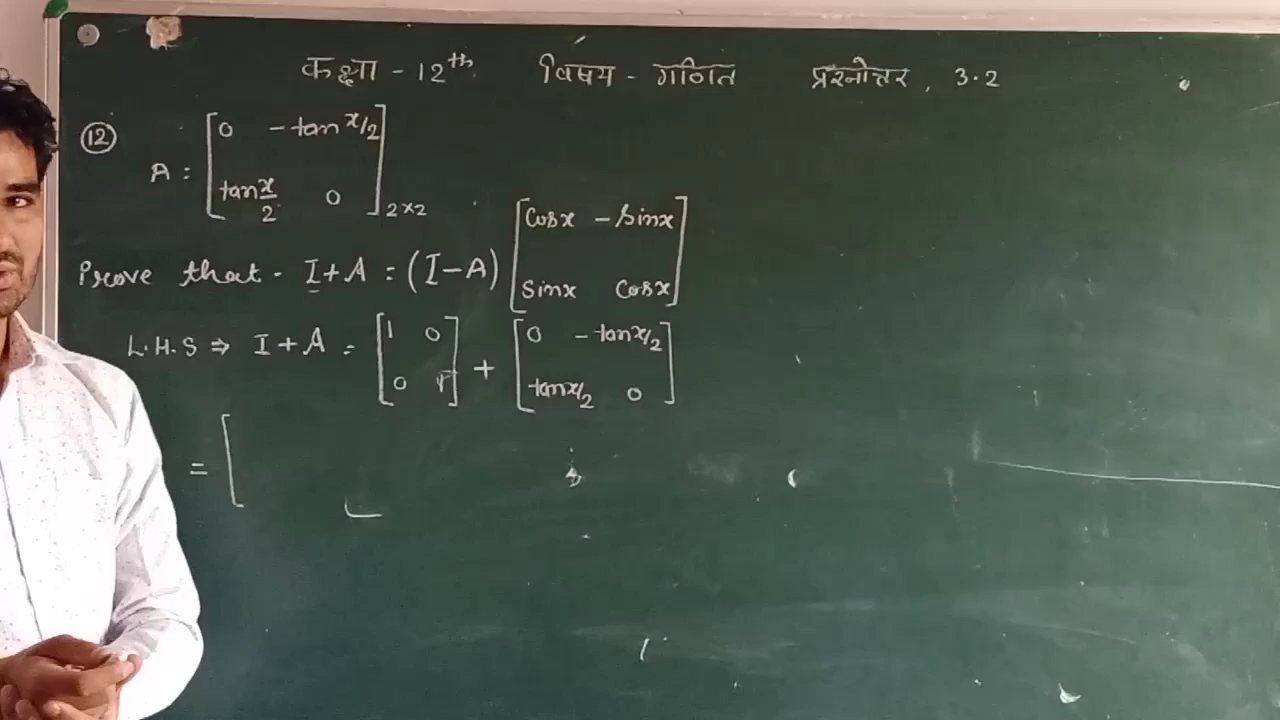 कक्षा - 12th विषय - गणित प्रश्नोत्तर, 3.2
(12) A = [0 -tan x/2
tan x/2 0] 2×2
Prove that - I+A = (I-A) [cosx -sinx
sinx cosx]
L.H.S ⇒ I+A = [1 0
0 1] + [0 -tan x/2
tan x/2 0]
= [